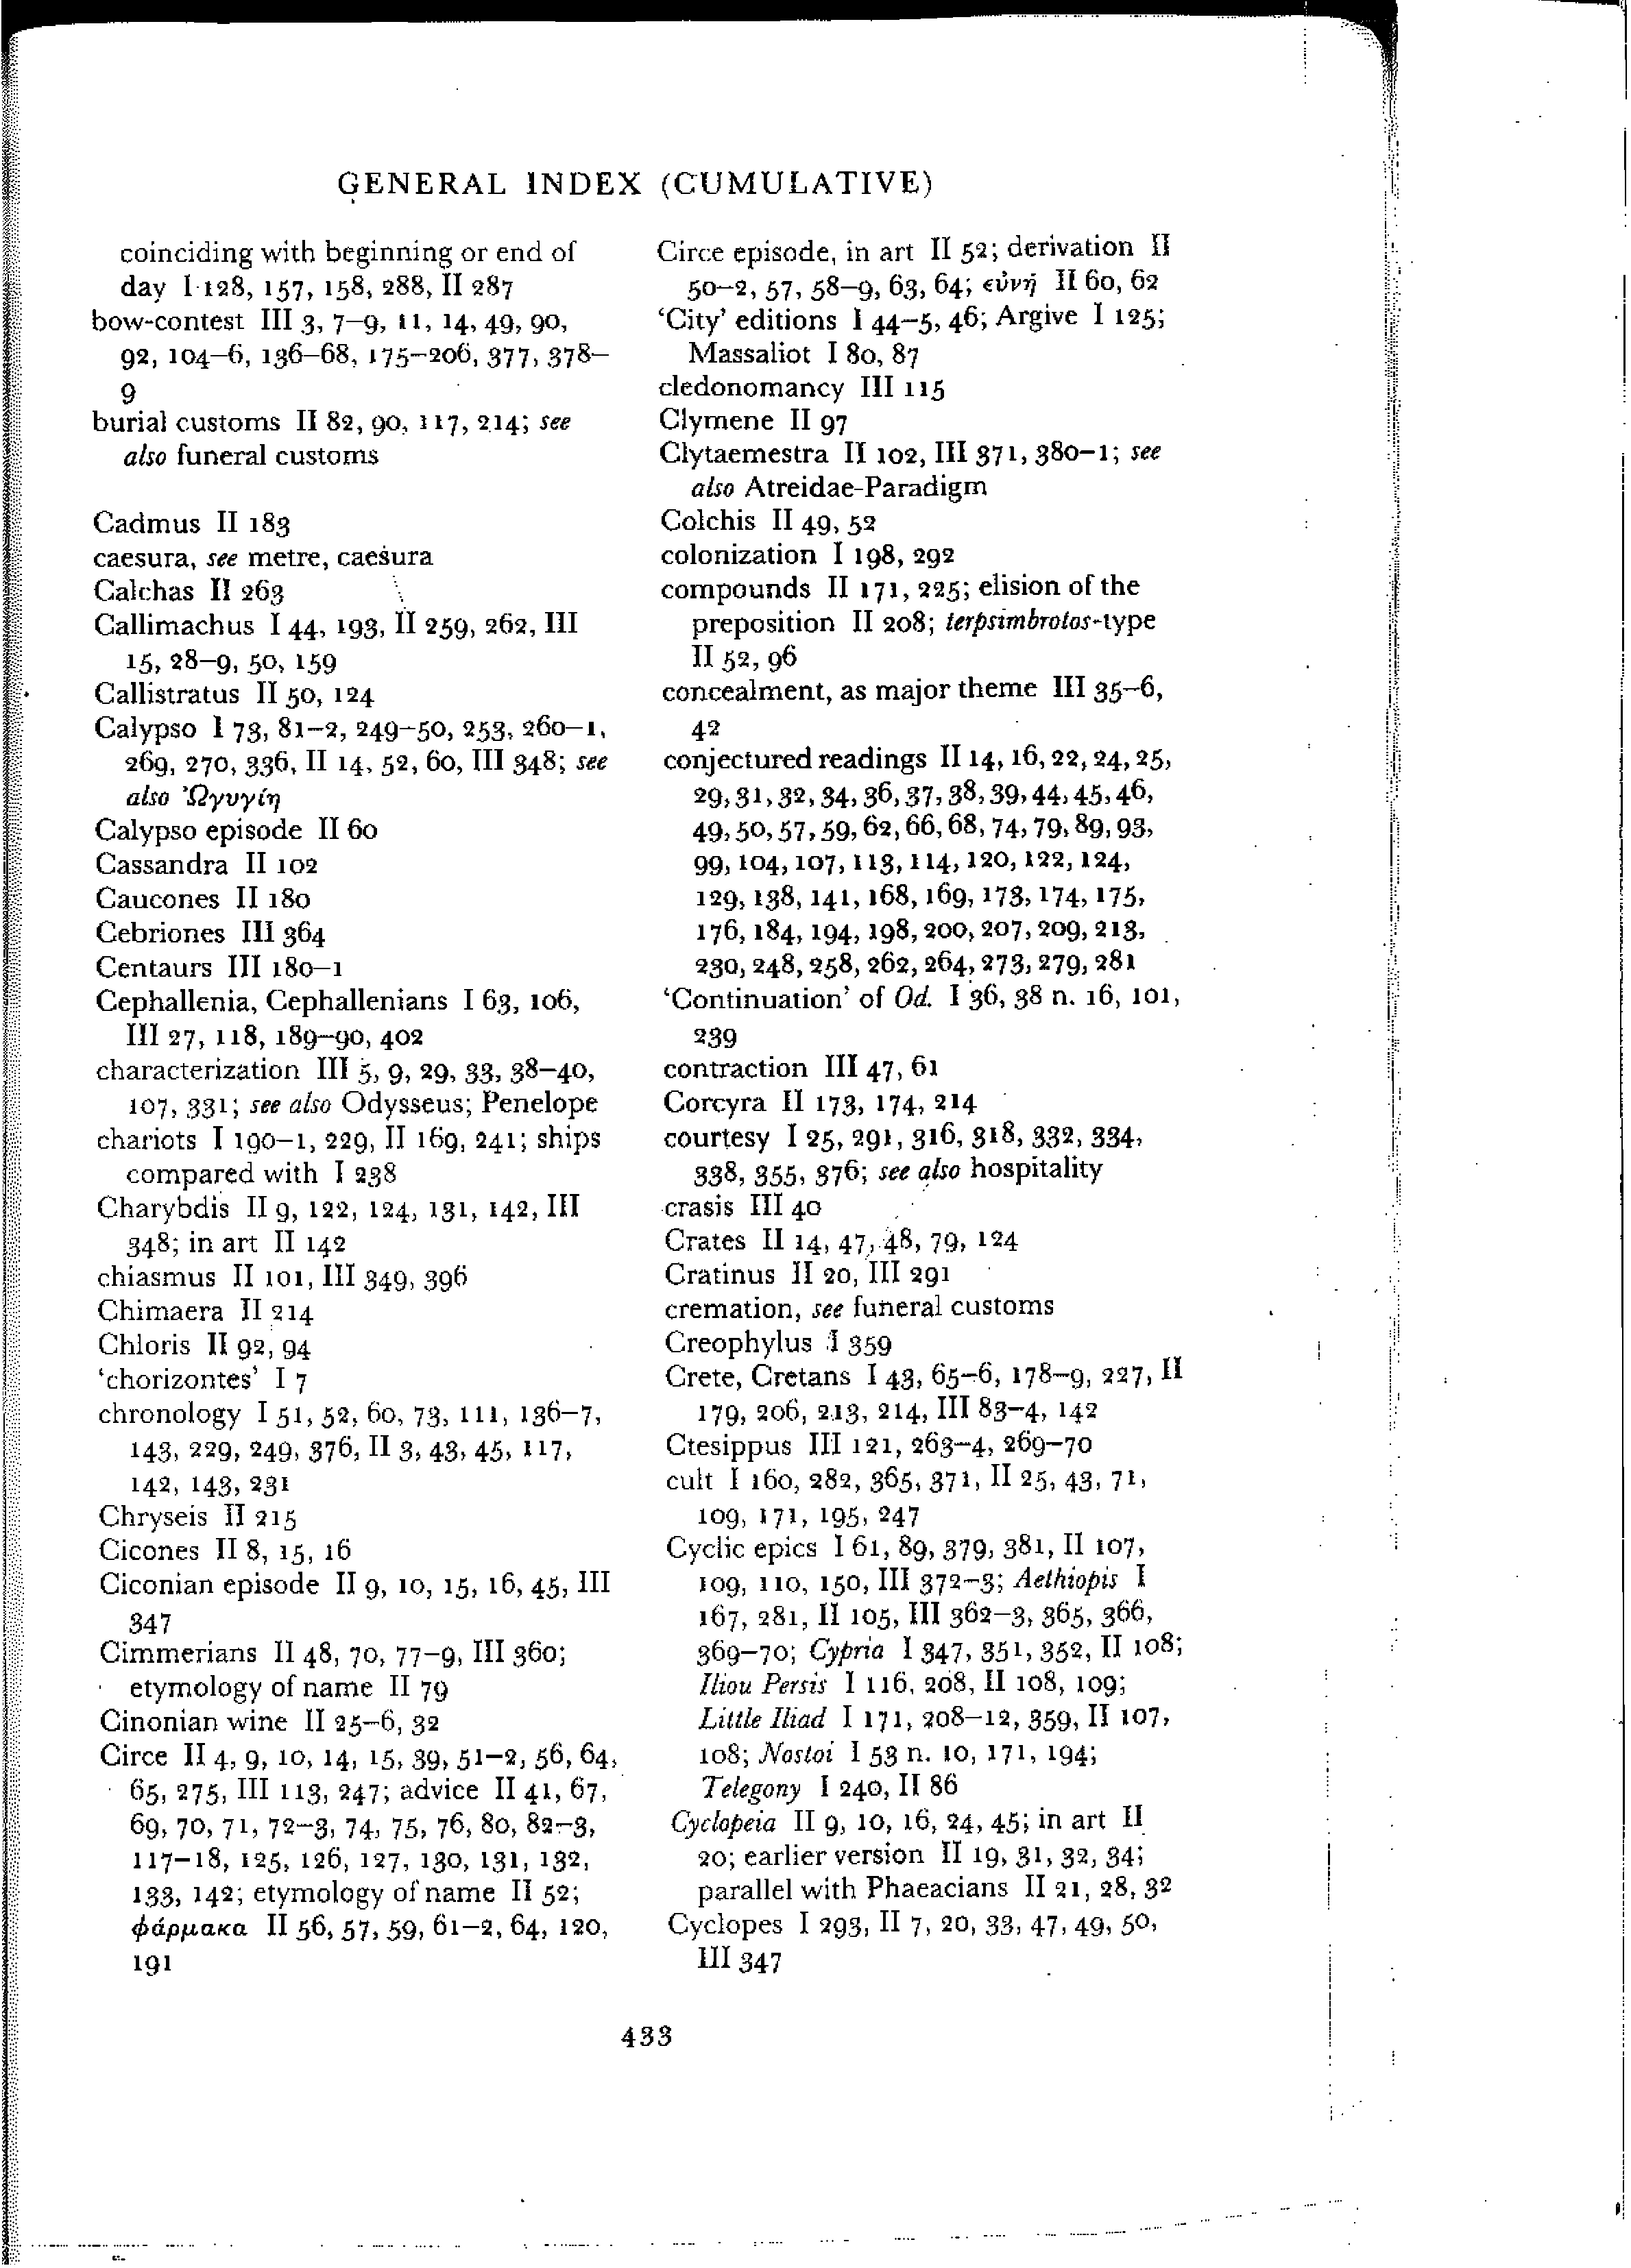 GENERAL INDEX (CUMULATIVE)
coinciding with beginning or end of
day I 128, 157, 158, 288, II 287
bow-contest III 3, 7–9, 11, 14, 49, 90,
92, 104–6, 136–68, 175–206, 377, 378–
9
burial customs II 82, 90, 117, 214; see
also funeral customs
Cadmus II 183
caesura, see metre, caesura
Calchas II 263
Callimachus I 44, 193, II 259, 262, III
15, 28–9, 50, 159
Callistratus II 50, 124
Calypso I 73, 81–2, 249–50, 253, 260–1,
269, 270, 336, II 14, 52, 60, III 348; see
also Ὠγυγίη
Calypso episode II 60
Cassandra II 102
Caucones II 180
Cebriones III 364
Centaurs III 180–1
Cephallenia, Cephallenians I 63, 106,
III 27, 118, 189–90, 402
characterization III 5, 9, 29, 33, 38–40,
107, 331; see also Odysseus; Penelope
chariots I 190–1, 229, II 169, 241; ships
compared with I 238
Charybdis II 9, 122, 124, 131, 142, III
348; in art II 142
chiasmus II 101, III 349, 396
Chimaera II 214
Chloris II 92, 94
‘chorizontes’ I 7
chronology I 51, 52, 60, 73, 111, 136–7,
143, 229, 249, 376, II 3, 43, 45, 117,
142, 143, 231
Chryseis II 215
Cicones II 8, 15, 16
Ciconian episode II 9, 10, 15, 16, 45, III
347
Cimmerians II 48, 70, 77–9, III 360;
etymology of name II 79
Cinonian wine II 25–6, 32
Circe II 4, 9, 10, 14, 15, 39, 51–2, 56, 64,
65, 275, III 113, 247; advice II 41, 67,
69, 70, 71, 72–3, 74, 75, 76, 80, 82–3,
117–18, 125, 126, 127, 130, 131, 132,
133, 142; etymology of name II 52;
φάρμακα II 56, 57, 59, 61–2, 64, 120,
191
Circe episode, in art II 52; derivation II
50–2, 57, 58–9, 63, 64; εὐνή II 60, 62
‘City’ editions I 44–5, 46; Argive I 125;
Massaliot I 80, 87
cledonomancy III 115
Clymene II 97
Clytaemestra II 102, III 371, 380–1; see
also Atreidae-Paradigm
Colchis II 49, 52
colonization I 198, 292
compounds II 171, 225; elision of the
preposition II 208; terpsimbrotos-type
II 52, 96
concealment, as major theme III 35–6,
42
conjectured readings II 14, 16, 22, 24, 25,
29, 31, 32, 34, 36, 37, 38, 39, 44, 45, 46,
49, 50, 57, 59, 62, 66, 68, 74, 79, 89, 93,
99, 104, 107, 113, 114, 120, 122, 124,
129, 138, 141, 168, 169, 173, 174, 175,
176, 184, 194, 198, 200, 207, 209, 213,
230, 248, 258, 262, 264, 273, 279, 281
‘Continuation’ of Od. I 36, 38 n. 16, 101,
239
contraction III 47, 61
Corcyra II 173, 174, 214
courtesy I 25, 291, 316, 318, 332, 334,
338, 355, 376; see also hospitality
crasis III 40
Crates II 14, 47, 48, 79, 124
Cratinus II 20, III 291
cremation, see funeral customs
Creophylus I 359
Crete, Cretans I 43, 65–6, 178–9, 227, II
179, 206, 213, 214, III 83–4, 142
Ctesippus III 121, 263–4, 269–70
cult I 160, 282, 365, 371, II 25, 43, 71,
109, 171, 195, 247
Cyclic epics I 61, 89, 379, 381, II 107,
109, 110, 150, III 372–3; Aethiopis I
167, 281, II 105, III 362–3, 365, 366,
369–70; Cypria I 347, 351, 352, II 108;
Iliou Persis I 116, 208, II 108, 109;
Little Iliad I 171, 208–12, 359, II 107,
108; Nostoi I 53 n. 10, 171, 194;
Telegony I 240, II 86
Cyclopeia II 9, 10, 16, 24, 45; in art II
20; earlier version II 19, 31, 32, 34;
parallel with Phaeacians II 21, 28, 32
Cyclopes I 293, II 7, 20, 33, 47, 49, 50,
III 347
433